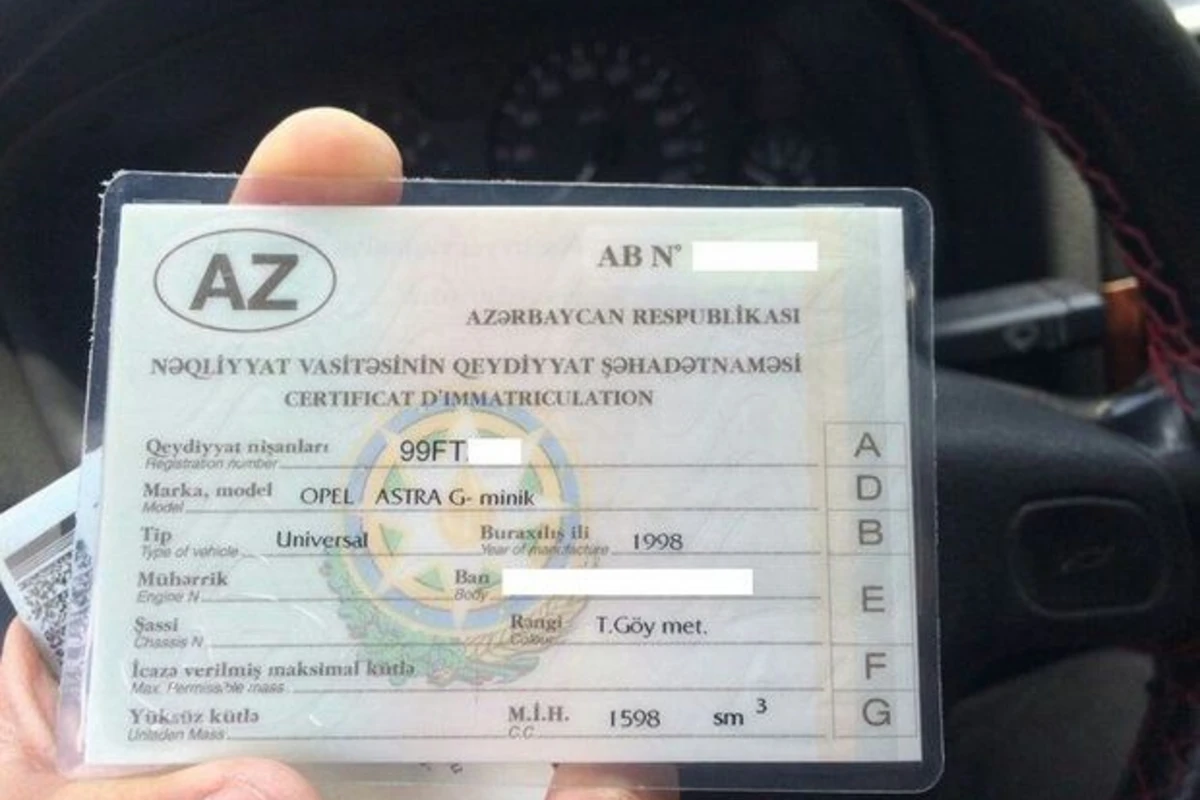 AZ
AB N°
AZƏRBAYCAN RESPUBLİKASI
NƏQLİYYAT VASİTƏSİNİN QEYDİYYAT ŞƏHADƏTNAMƏSİ
CERTIFICAT D'IMMATRICULATION
Qeydiyyat nişanları 99FT A
Registration number
Marka, model OPEL ASTRA G- minik D
Model
Tip Universal Buraxılış ili 1998 B
Type of vehicle Year of manufacture
Mühərrik Ban E
Engine N Body
Şassi Rəngi T.Göy met.
Chassis N Colour
İcazə verilmiş maksimal kütlə F
Max. Permissible mass
Yüksüz kütlə M.İ.H. 1598 sm³ G
Unladen Mass C.C